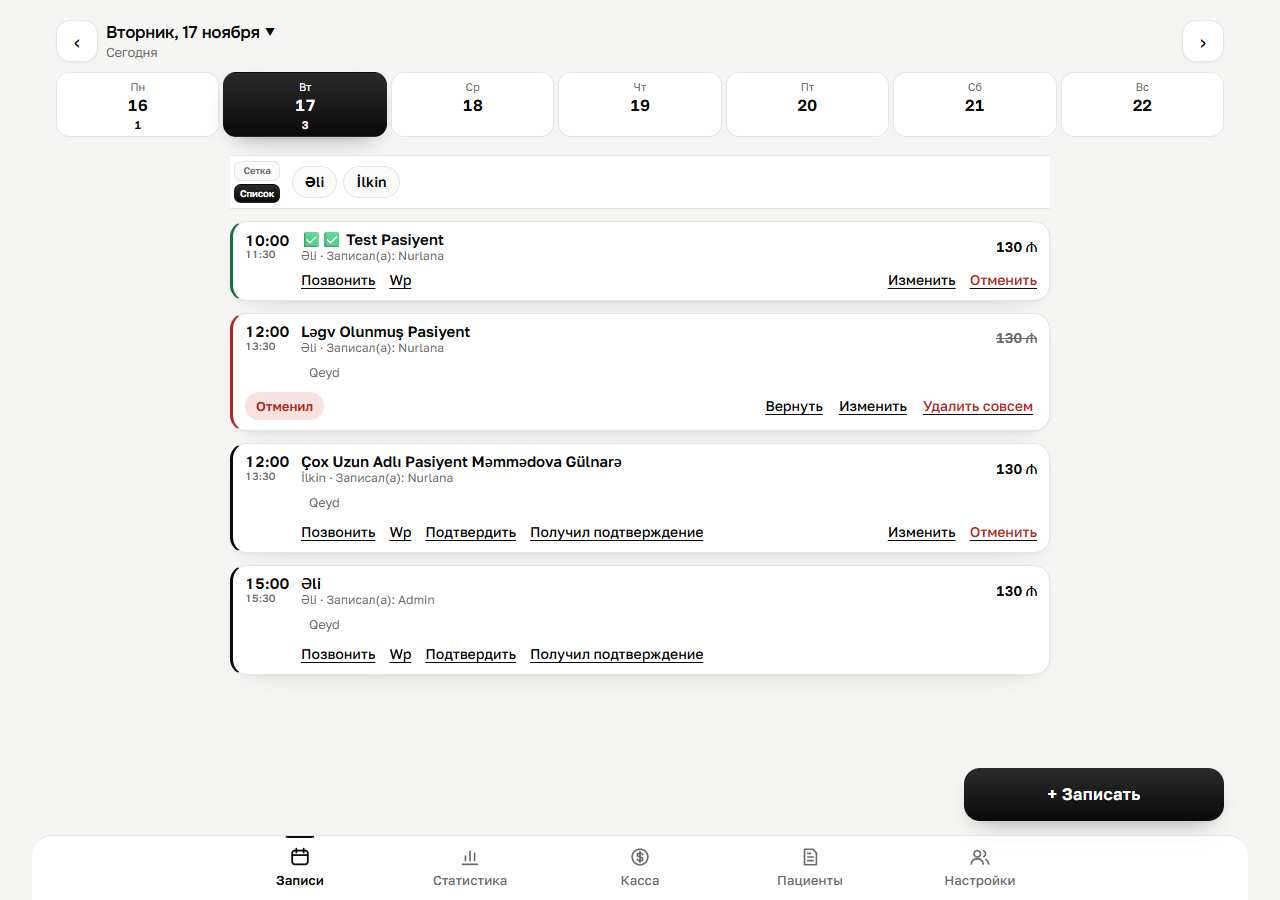 ‹
Вторник, 17 ноября ▼
Сегодня
›
Пн
16
1
Вт
17
3
Ср
18
Чт
19
Пт
20
Сб
21
Вс
22
Сетка
Список
Əli
İlkin
10:00
11:30
✅ ✅ Test Pasiyent
Əli · Записал(а): Nurlana
130 ₼
Позвонить Wp
Изменить Отменить
12:00
13:30
Ləgv Olunmuş Pasiyent
Əli · Записал(а): Nurlana
130 ₼
Qeyd
Отменил
Вернуть Изменить Удалить совсем
12:00
13:30
Çox Uzun Adlı Pasiyent Məmmədova Gülnarə
İlkin · Записал(а): Nurlana
130 ₼
Qeyd
Позвонить Wp Подтвердить Получил подтверждение
Изменить Отменить
15:00
15:30
Əli
Əli · Записал(а): Admin
130 ₼
Qeyd
Позвонить Wp Подтвердить Получил подтверждение
+ Записать
Записи
Статистика
Касса
Пациенты
Настройки